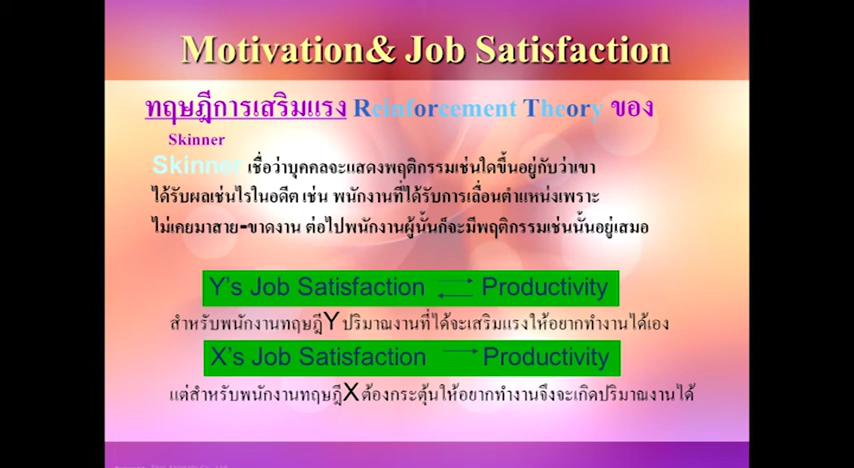 Motivation& Job Satisfaction
ทฤษฎีการเสริมแรง Reinforcement Theory ของ
Skinner
Skinner เชื่อว่าบุคคลจะแสดงพฤติกรรมเช่นใดขึ้นอยู่กับว่าเขา
ได้รับผลเช่นไรในอดีต เช่น พนักงานที่ได้รับการเลื่อนตำแหน่งเพราะ
ไม่เคยมาสาย-ขาดงาน ต่อไปพนักงานผู้นั้นก็จะมีพฤติกรรมเช่นนั้นอยู่เสมอ
Y's Job Satisfaction Productivity
สำหรับพนักงานทฤษฎีY ปริมาณงานที่ได้จะเสริมแรงให้อยากทำงานได้เอง
X's Job Satisfaction Productivity
แต่สำหรับพนักงานทฤษฎีX ต้องกระตุ้นให้อยากทำงานจึงจะเกิดปริมาณงานได้